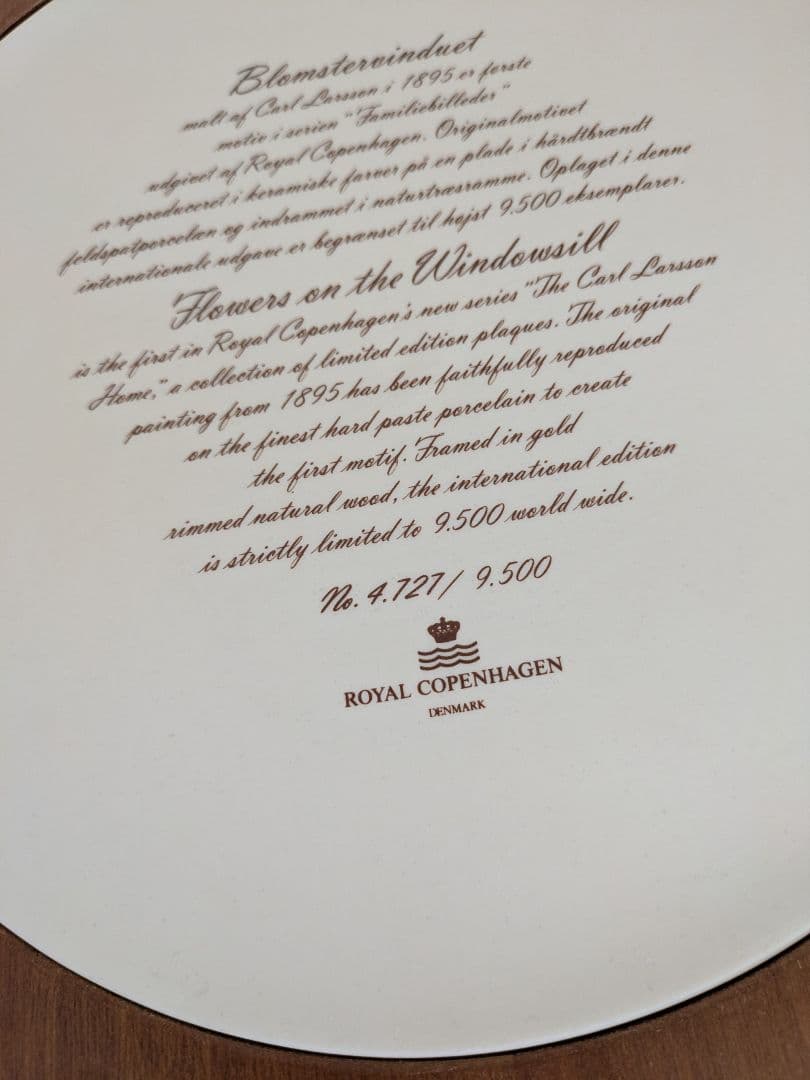 Blomstervinduet
malt af Carl Larsson i 1895 er første
motiv i serien "Familiebilleder"
udgivet af Royal Copenhagen. Originalmotivet
er reproduceret i keramiske farver på en plade i hårdtbrændt
feldspatporcelæn og indrammet i naturtræsramme. Oplaget i denne
internationale udgave er begrænset til højst 9.500 eksemplarer.
Flowers on the Windowsill
is the first in Royal Copenhagen's new series "The Carl Larsson
Home," a collection of limited edition plaques. The original
painting from 1895 has been faithfully reproduced
on the finest hard paste porcelain to create
the first motif. Framed in gold
rimmed natural wood, the international edition
is strictly limited to 9.500 world wide.
No. 4.727/ 9.500
ROYAL COPENHAGEN
DENMARK